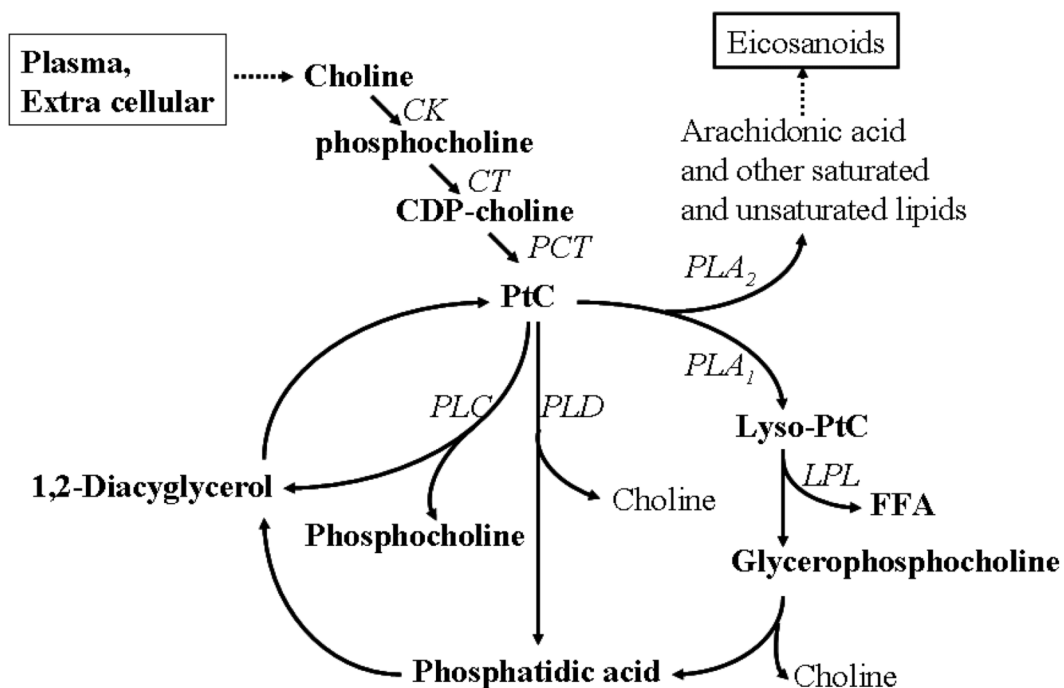 Plasma,
Extra cellular
Choline
CK
phosphocholine
CT
CDP-choline
PCT
PtC
Eicosanoids
Arachidonic acid
and other saturated
and unsaturated lipids
PLA2
PLA1
PLC
PLD
Lyso-PtC
LPL
FFA
1,2-Diacyglycerol
Choline
Phosphocholine
Glycerophosphocholine
Phosphatidic acid
Choline